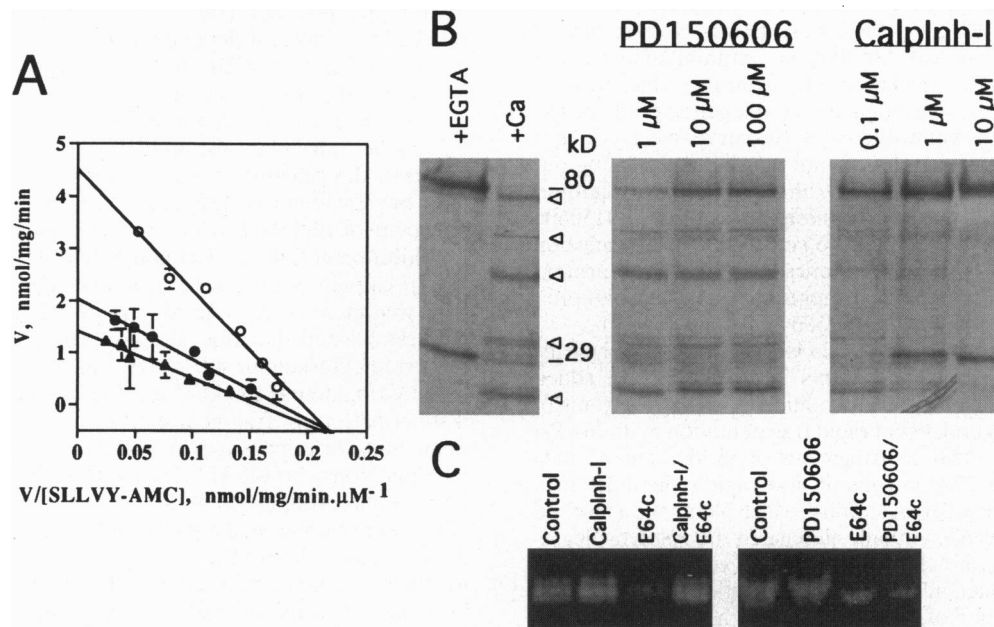 A
V, nmol/mg/min
5
4
3
2
1
0
0 0.05 0.1 0.15 0.2 0.25
V/[SLLVY-AMC], nmol/mg/min.µM-1
B
PD150606
CalpInh-I
+EGTA
+Ca
kD
1 µM
10 µM
100 µM
0.1 µM
1 µM
10 µM
80
29
C
Control
CalpInh-I
E64c
CalpInh-I/
E64c
Control
PD150606
E64c
PD150606/
E64c